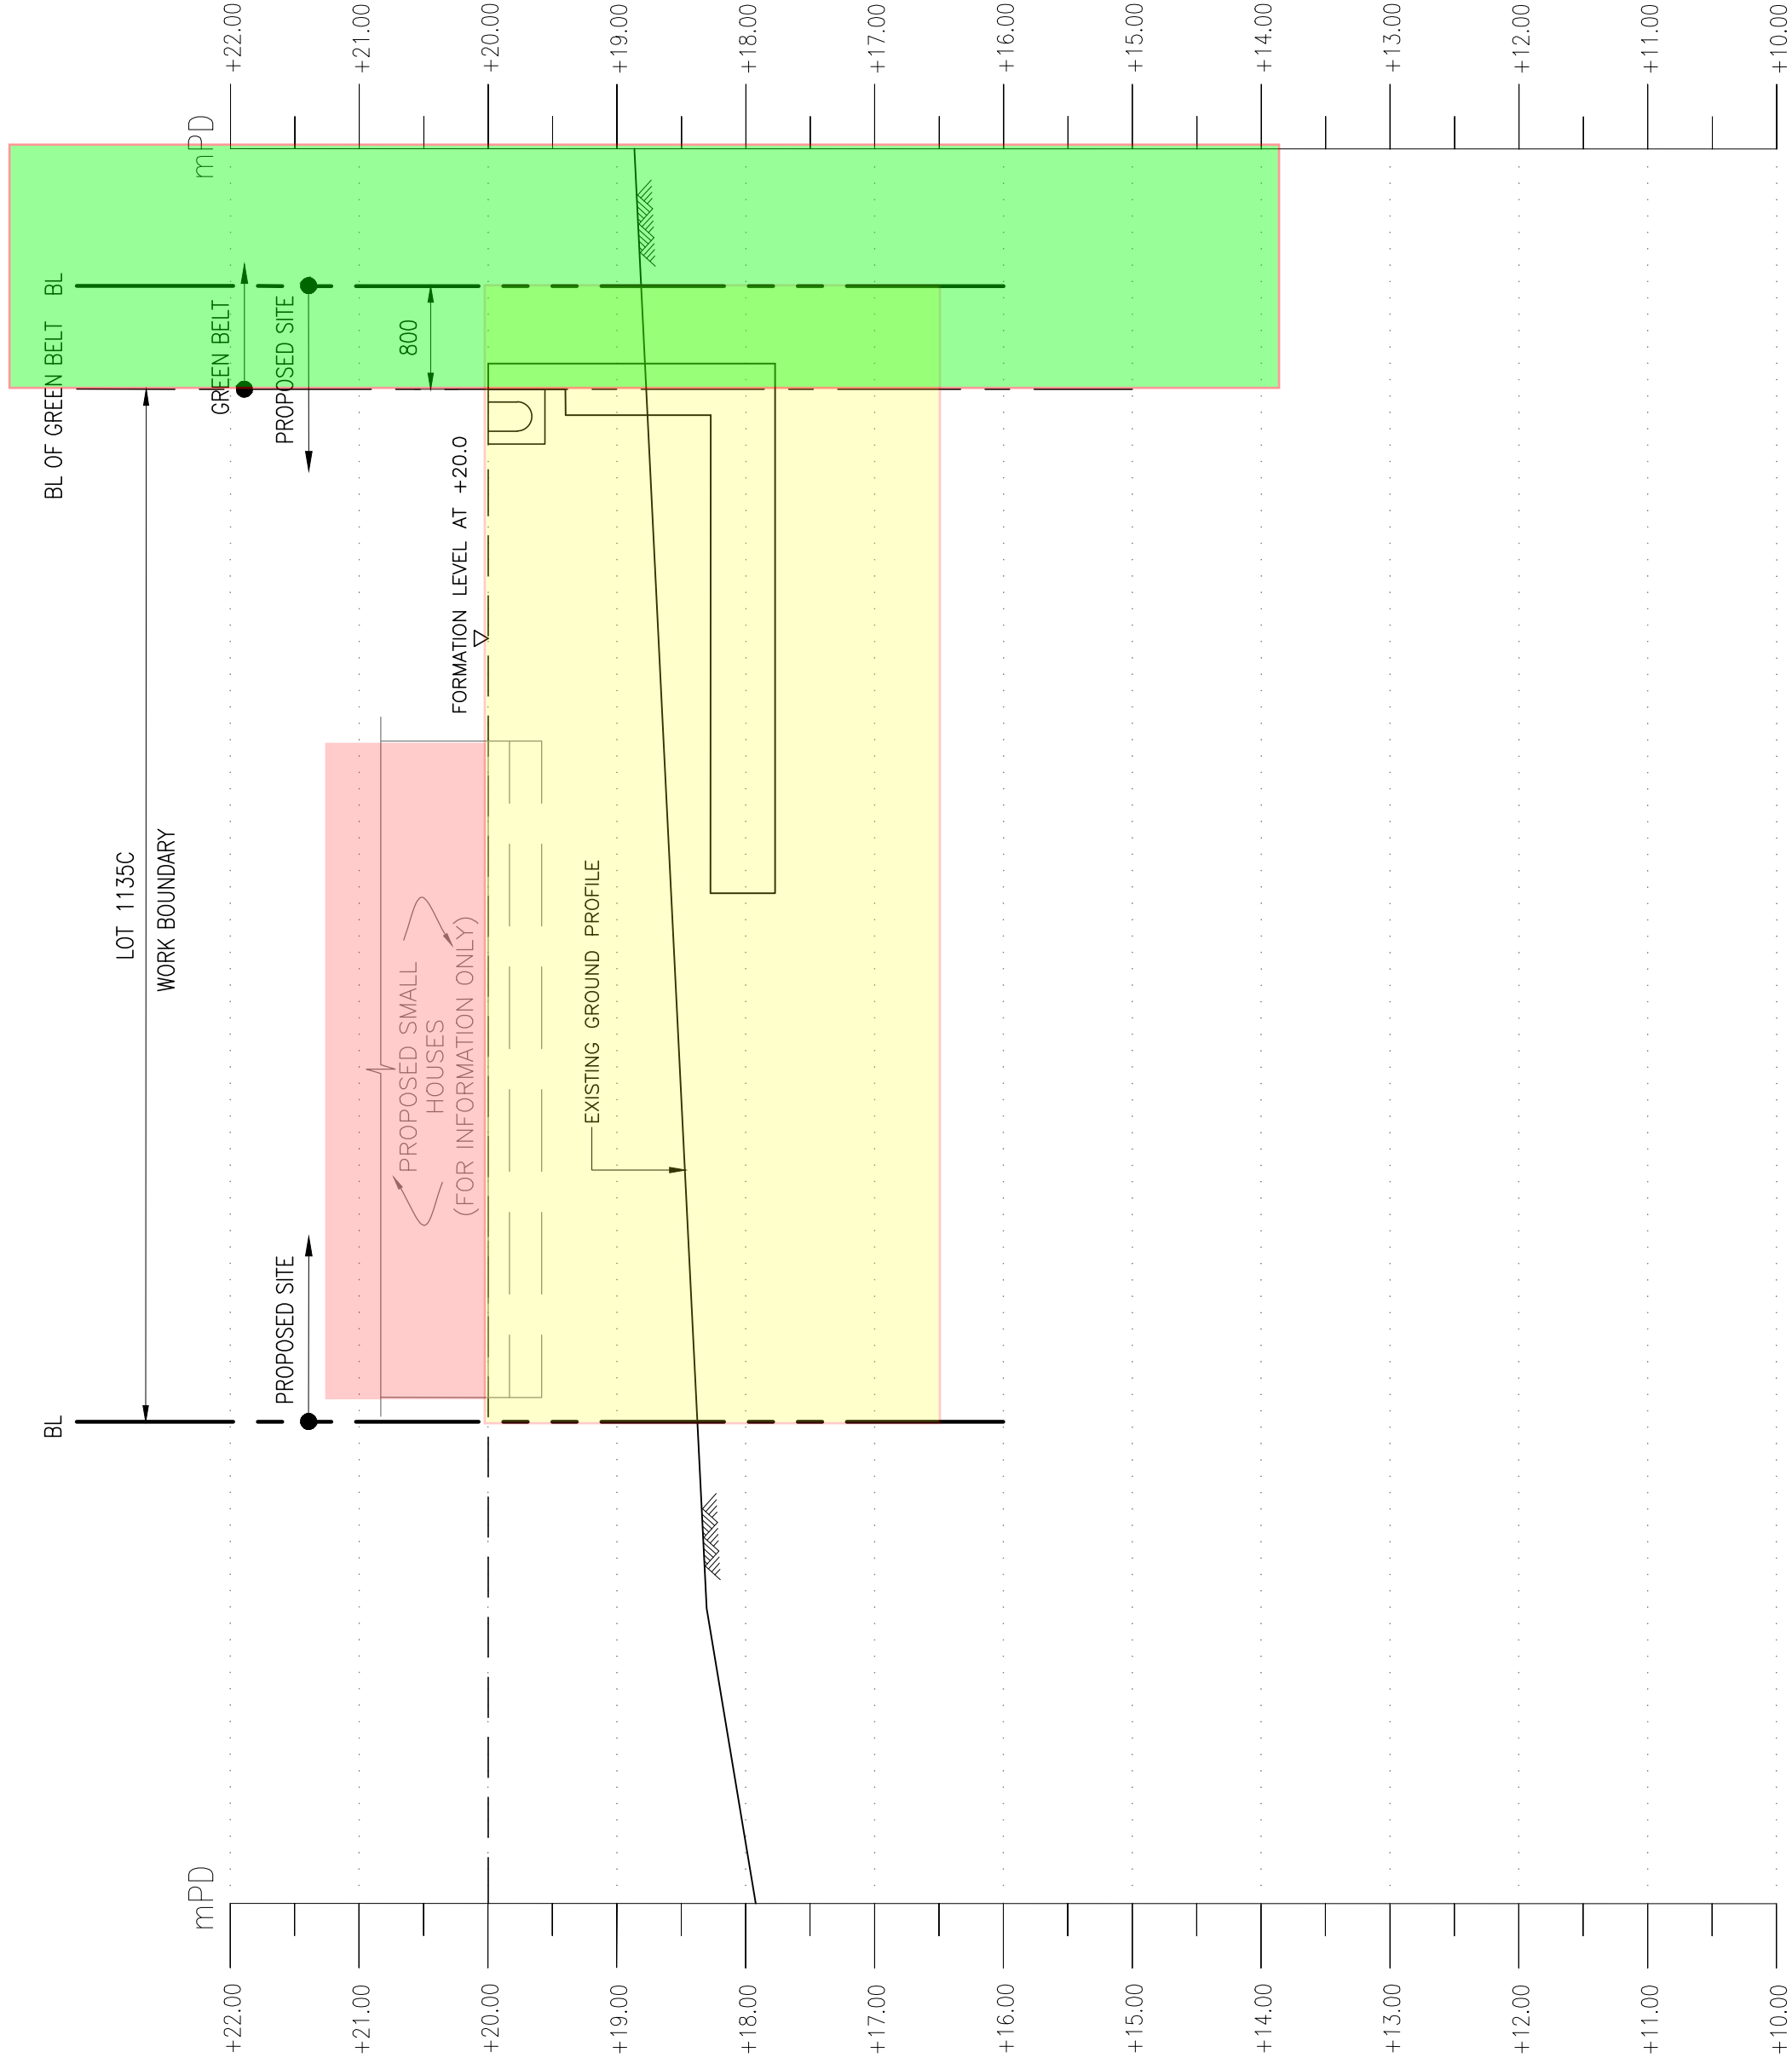 BL
BL OF GREEN BELT
BL
LOT 1135C
WORK BOUNDARY
mPD
mPD
GREEN BELT
PROPOSED SITE
PROPOSED SITE
800
FORMATION LEVEL AT +20.0
PROPOSED SMALL
HOUSES
(FOR INFORMATION ONLY)
EXISTING GROUND PROFILE
+22.00
+21.00
+20.00
+19.00
+18.00
+17.00
+16.00
+15.00
+14.00
+13.00
+12.00
+11.00
+10.00
+22.00
+21.00
+20.00
+19.00
+18.00
+17.00
+16.00
+15.00
+14.00
+13.00
+12.00
+11.00
+10.00